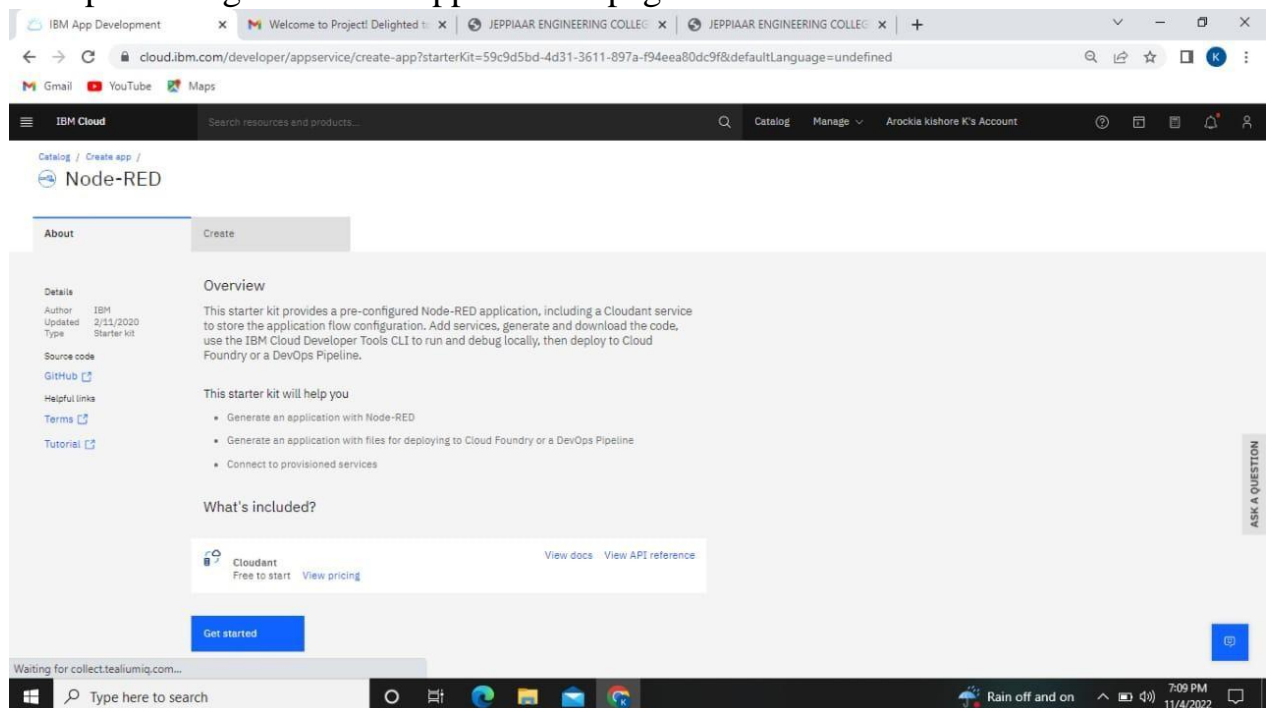 IBM App Development
Welcome to Project! Delighted t
JEPPIAAR ENGINEERING COLLEG
JEPPIAAR ENGINEERING COLLEG
cloud.ibm.com/developer/appservice/create-app?starterKit=59c9d5bd-4d31-3611-897a-f94eea80dc9f&defaultLanguage=undefined
K
Gmail YouTube Maps
IBM Cloud Search resources and products... Catalog Manage Arockia kishore K's Account
Catalog / Create app /
Node-RED
About Create
Details
Author IBM
Updated 2/11/2020
Type Starter kit
Source code
GitHub
Helpful links
Terms
Tutorial
Overview
This starter kit provides a pre-configured Node-RED application, including a Cloudant service
to store the application flow configuration. Add services, generate and download the code,
use the IBM Cloud Developer Tools CLI to run and debug locally, then deploy to Cloud
Foundry or a DevOps Pipeline.
This starter kit will help you
• Generate an application with Node-RED
• Generate an application with files for deploying to Cloud Foundry or a DevOps Pipeline
• Connect to provisioned services
What's included?
Cloudant View docs View API reference
Free to start View pricing
Get started
ASK A QUESTION
Waiting for collect.tealiumiq.com...
Type here to search Rain off and on 7:09 PM
11/4/2022